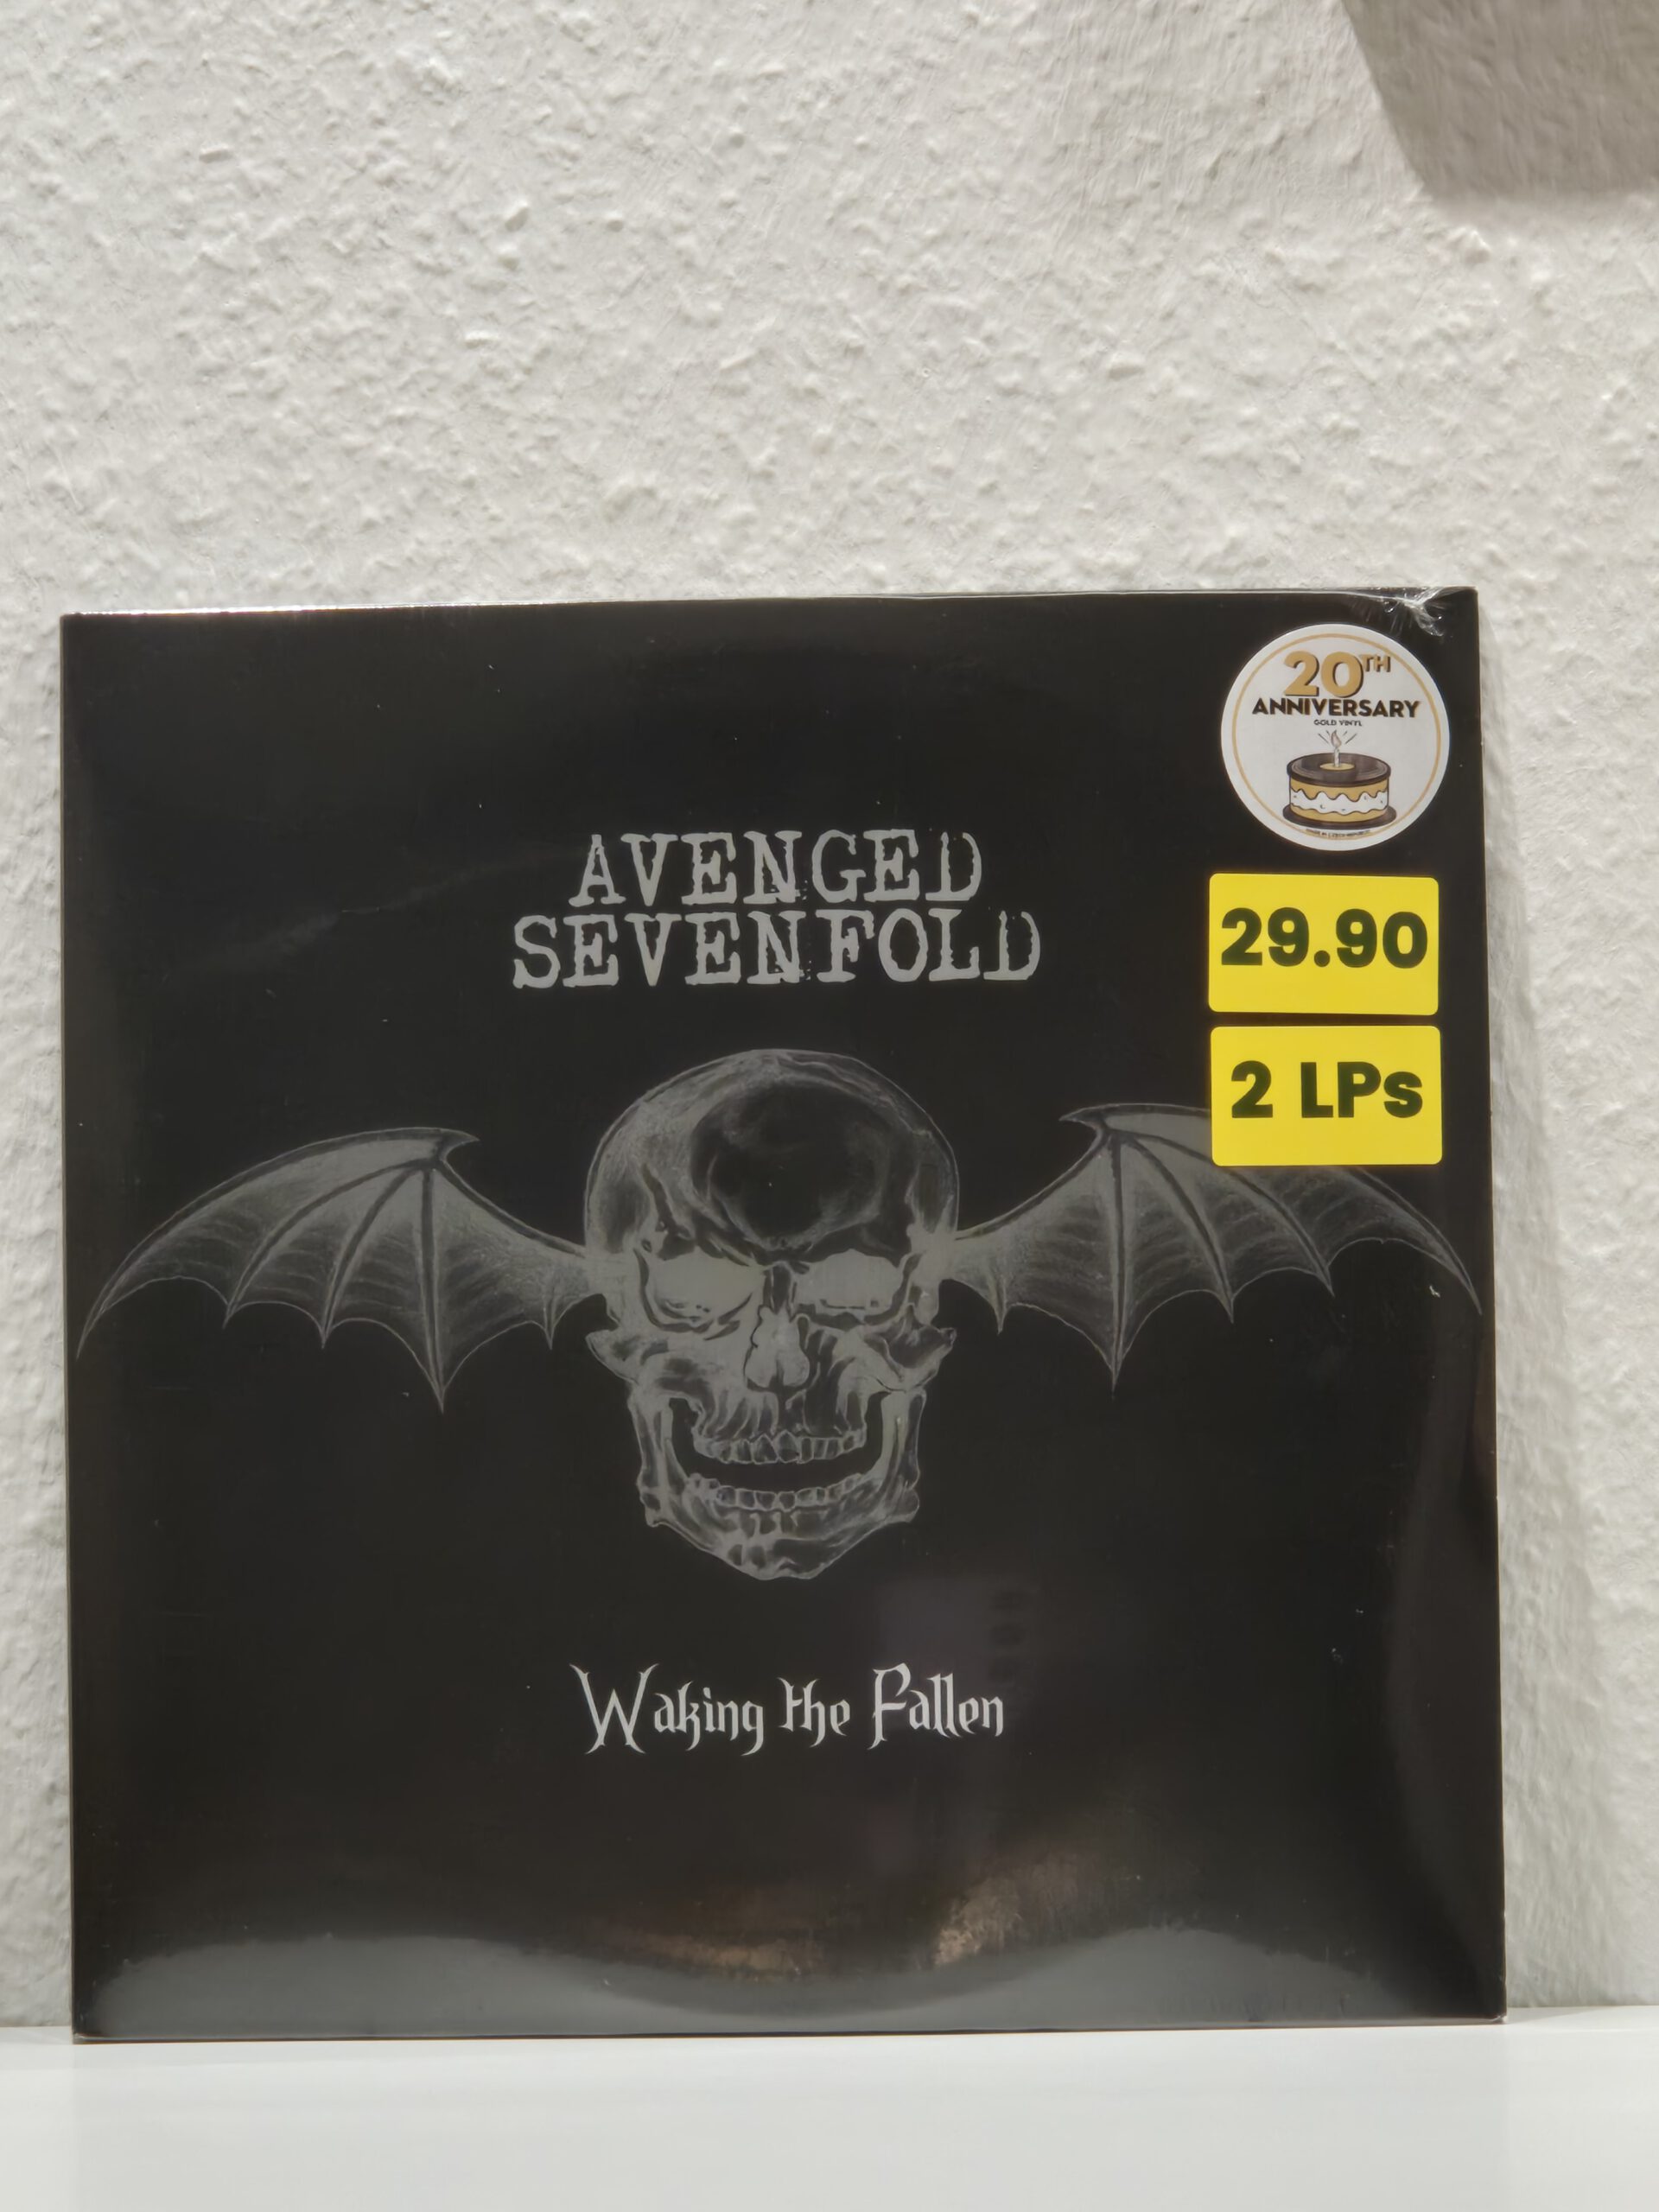 20TH
ANNIVERSARY
GOLD VINYL
AVENGED
SEVENFOLD
29.90
2 LPs
Waking the Fallen